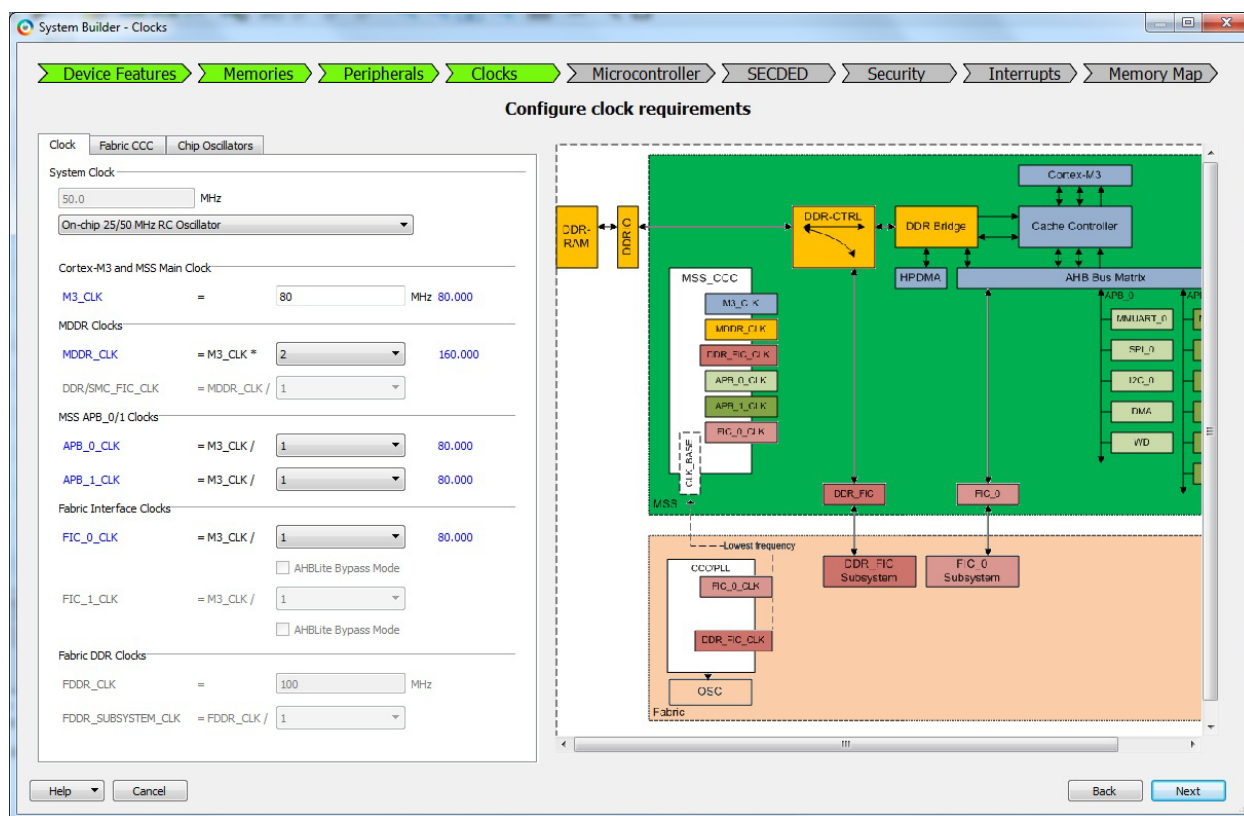 System Builder - Clocks
Device Features Memories Peripherals Clocks Microcontroller SECDED Security Interrupts Memory Map
Configure clock requirements
Clock Fabric CCC Chip Oscillators
System Clock
50.0 MHz
On-chip 25/50 MHz RC Oscillator
Cortex-M3 and MSS Main Clock
M3_CLK = 80 MHz 80.000
MDDR Clocks
MDDR_CLK = M3_CLK * 2 160.000
DDR/SMC_FIC_CLK = MDDR_CLK / 1
MSS APB_0/1 Clocks
APB_0_CLK = M3_CLK / 1 80.000
APB_1_CLK = M3_CLK / 1 80.000
Fabric Interface Clocks
FIC_0_CLK = M3_CLK / 1 80.000
AHBLite Bypass Mode
FIC_1_CLK = M3_CLK / 1
AHBLite Bypass Mode
Fabric DDR Clocks
FDDR_CLK = 100 MHz
FDDR_SUBSYSTEM_CLK = FDDR_CLK / 1
Cortex-M3
DDR-RAM
DDR-CTRL
DDR Bridge
Cache Controller
MSS_CCC
HPDMA
AHB Bus Matrix
APB_0
M3_CLK
MDDR_CLK
DDR_FIC_CLK
APB_0_CLK
APB_1_CLK
FIC_0_CLK
CLK_BASE
MMUART_0
SPI_0
I2C_0
DMA
WD
MSS
DDR_FIC
FIC_0
Lowest frequency
CCC/PLL
FIC_0_CLK
DDR_FIC_CLK
OSC
DDR_FIC
Subsystem
FIC_0
Subsystem
Fabric
Help Cancel Back Next